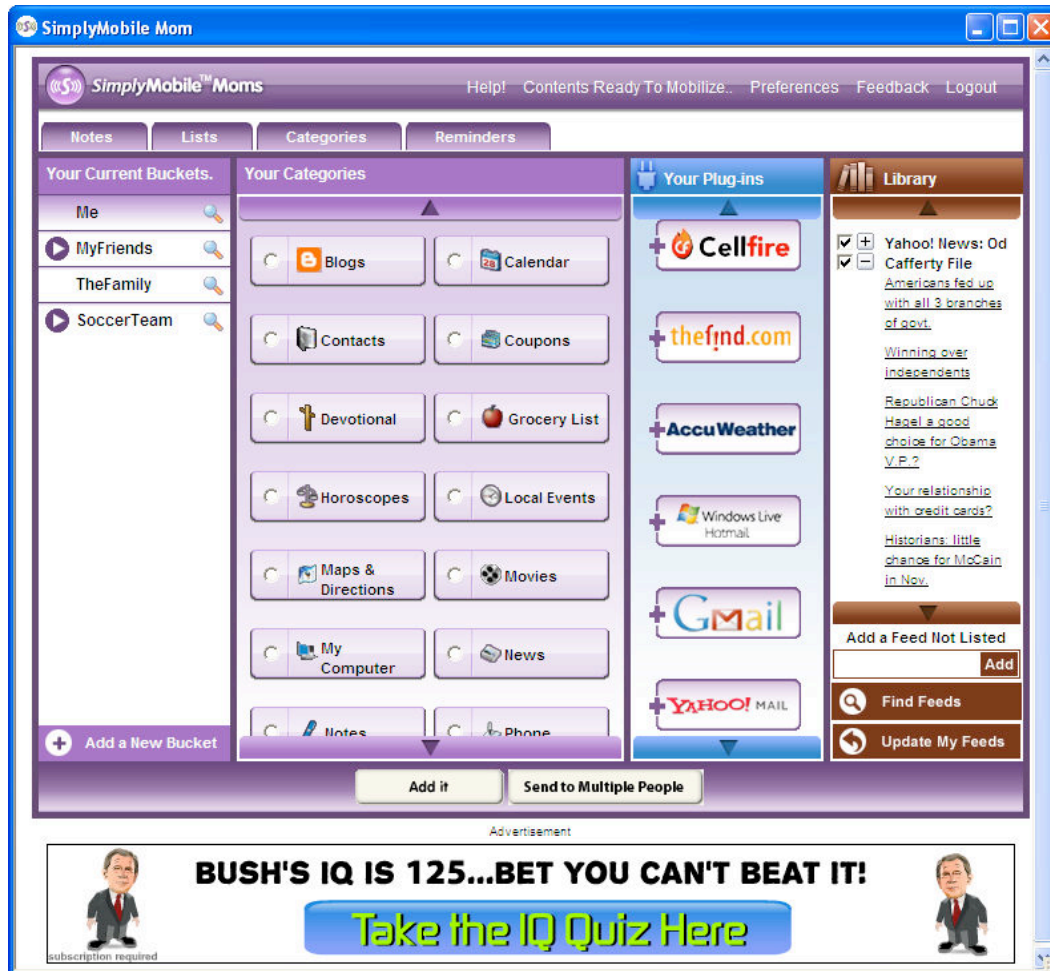 SimplyMobile Mom
((S)) SimplyMobile™Moms
Help! Contents Ready To Mobilize.. Preferences Feedback Logout
Notes Lists Categories Reminders
Your Current Buckets.
Me
MyFriends
TheFamily
SoccerTeam
Add a New Bucket
Your Categories
Blogs
28 Calendar
Contacts
Coupons
Devotional
Grocery List
Horoscopes
Local Events
Maps &
Directions
Movies
My
Computer
News
Notes
Phone
Your Plug-ins
Cellfire
thefind.com
AccuWeather
Windows Live
Hotmail
Gmail
YAHOO! MAIL
Library
Yahoo! News: Od
Cafferty File
Americans fed up
with all 3 branches
of govt.
Winning over
independents
Republican Chuck
Hagel a good
choice for Obama
V.P.?
Your relationship
with credit cards?
Historians: little
chance for McCain
in Nov.
Add a Feed Not Listed
Add
Find Feeds
Update My Feeds
Add it
Send to Multiple People
Advertisement
BUSH'S IQ IS 125...BET YOU CAN'T BEAT IT!
Take the IQ Quiz Here
subscription required